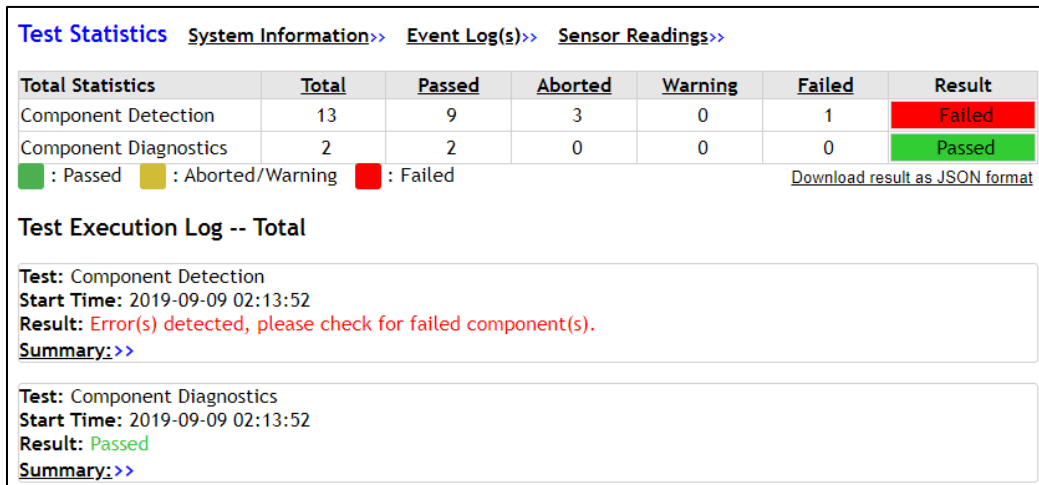 Test Statistics System Information>> Event Log(s)>> Sensor Readings>>
Total Statistics Total Passed Aborted Warning Failed Result
Component Detection 13 9 3 0 1 Failed
Component Diagnostics 2 2 0 0 0 Passed
: Passed : Aborted/Warning : Failed Download result as JSON format
Test Execution Log -- Total
Test: Component Detection
Start Time: 2019-09-09 02:13:52
Result: Error(s) detected, please check for failed component(s).
Summary:>>
Test: Component Diagnostics
Start Time: 2019-09-09 02:13:52
Result: Passed
Summary:>>